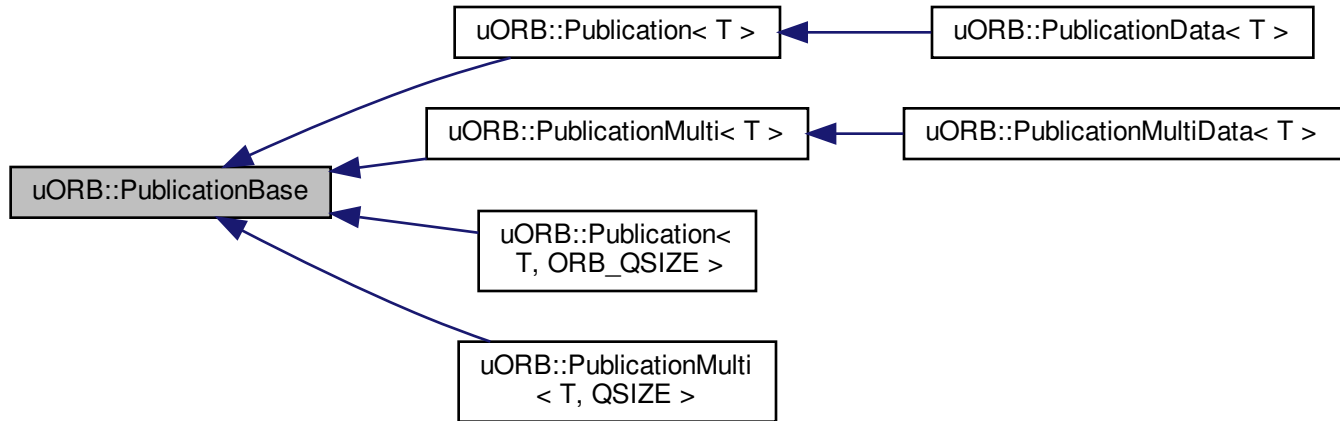 uORB::Publication< T >
uORB::PublicationData< T >
uORB::PublicationMulti< T >
uORB::PublicationMultiData< T >
uORB::PublicationBase
uORB::Publication<
T, ORB_QSIZE >
uORB::PublicationMulti
< T, QSIZE >